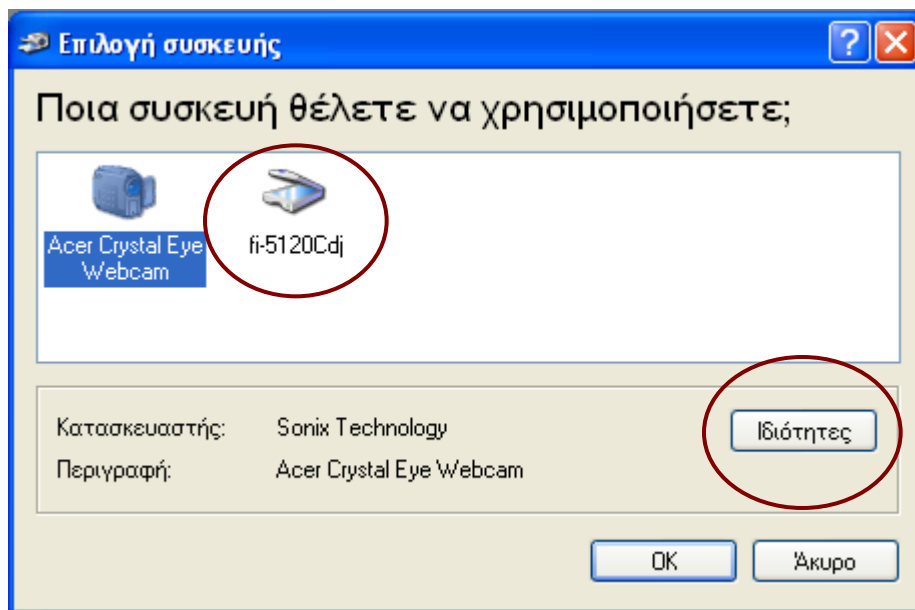 Επιλογή συσκευής
Ποια συσκευή θέλετε να χρησιμοποιήσετε;
Acer Crystal Eye
Webcam
fi-5120Cdj
Κατασκευαστής: Sonix Technology
Ιδιότητες
Περιγραφή: Acer Crystal Eye Webcam
OK Άκυρο